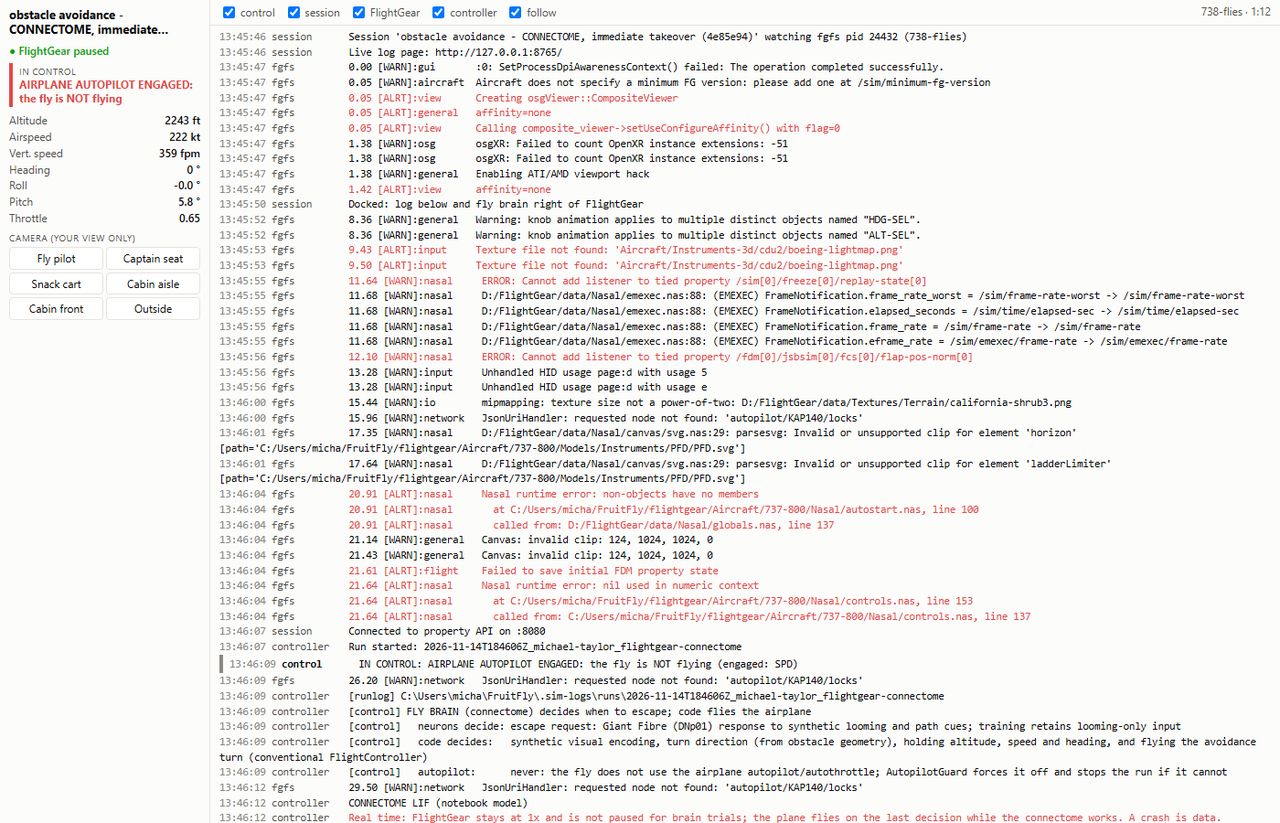 obstacle avoidance -
CONNECTOME, immediate...
● FlightGear paused
IN CONTROL
AIRPLANE AUTOPILOT ENGAGED:
the fly is NOT flying
Altitude 2243 ft
Airspeed 222 kt
Vert. speed 359 fpm
Heading 0 °
Roll -0.0 °
Pitch 5.8 °
Throttle 0.65
CAMERA (YOUR VIEW ONLY)
Fly pilot Captain seat
Snack cart Cabin aisle
Cabin front Outside
control session FlightGear controller follow 738-flies · 1:12
13:45:46 session Session 'obstacle avoidance - CONNECTOME, immediate takeover (4e85e94)' watching fgfs pid 24432 (738-flies)
13:45:46 session Live log page: http://127.0.0.1:8765/
13:45:47 fgfs 0.00 [WARN]:gui :0: SetProcessDpiAwarenessContext() failed: The operation completed successfully.
13:45:47 fgfs 0.05 [WARN]:aircraft Aircraft does not specify a minimum FG version: please add one at /sim/minimum-fg-version
13:45:47 fgfs 0.05 [ALRT]:view Creating osgViewer::CompositeViewer
13:45:47 fgfs 0.05 [ALRT]:general affinity=none
13:45:47 fgfs 0.05 [ALRT]:view Calling composite_viewer->setUseConfigureAffinity() with flag=0
13:45:47 fgfs 1.38 [WARN]:osg osgXR: Failed to count OpenXR instance extensions: -51
13:45:47 fgfs 1.38 [WARN]:osg osgXR: Failed to count OpenXR instance extensions: -51
13:45:47 fgfs 1.38 [WARN]:general Enabling ATI/AMD viewport hack
13:45:47 fgfs 1.42 [ALRT]:view affinity=none
13:45:50 session Docked: log below and fly brain right of FlightGear
13:45:52 fgfs 8.36 [WARN]:general Warning: knob animation applies to multiple distinct objects named "HDG-SEL".
13:45:52 fgfs 8.36 [WARN]:general Warning: knob animation applies to multiple distinct objects named "ALT-SEL".
13:45:53 fgfs 9.43 [ALRT]:input Texture file not found: 'Aircraft/Instruments-3d/cdu2/boeing-lightmap.png'
13:45:53 fgfs 9.50 [ALRT]:input Texture file not found: 'Aircraft/Instruments-3d/cdu2/boeing-lightmap.png'
13:45:55 fgfs 11.64 [WARN]:nasal ERROR: Cannot add listener to tied property /sim[0]/freeze[0]/replay-state[0]
13:45:55 fgfs 11.68 [WARN]:nasal D:/FlightGear/data/Nasal/emexec.nas:88: (EMEXEC) FrameNotification.frame_rate_worst = /sim/frame-rate-worst -> /sim/frame-rate-worst
13:45:55 fgfs 11.68 [WARN]:nasal D:/FlightGear/data/Nasal/emexec.nas:88: (EMEXEC) FrameNotification.elapsed_seconds = /sim/time/elapsed-sec -> /sim/time/elapsed-sec
13:45:55 fgfs 11.68 [WARN]:nasal D:/FlightGear/data/Nasal/emexec.nas:88: (EMEXEC) FrameNotification.frame_rate = /sim/frame-rate -> /sim/frame-rate
13:45:55 fgfs 11.68 [WARN]:nasal D:/FlightGear/data/Nasal/emexec.nas:88: (EMEXEC) FrameNotification.eframe_rate = /sim/emexec/frame-rate -> /sim/emexec/frame-rate
13:45:56 fgfs 12.10 [WARN]:nasal ERROR: Cannot add listener to tied property /fdm[0]/jsbsim[0]/fcs[0]/flap-pos-norm[0]
13:45:56 fgfs 13.28 [WARN]:input Unhandled HID usage page:d with usage 5
13:45:56 fgfs 13.28 [WARN]:input Unhandled HID usage page:d with usage e
13:46:00 fgfs 15.44 [WARN]:io mipmapping: texture size not a power-of-two: D:/FlightGear/data/Textures/Terrain/california-shrub3.png
13:46:00 fgfs 15.96 [WARN]:network JsonUriHandler: requested node not found: 'autopilot/KAP140/locks'
13:46:01 fgfs 17.35 [WARN]:nasal D:/FlightGear/data/Nasal/canvas/svg.nas:29: parsesvg: Invalid or unsupported clip for element 'horizon'
[path='C:/Users/micha/FruitFly/flightgear/Aircraft/737-800/Models/Instruments/PFD/PFD.svg']
13:46:01 fgfs 17.64 [WARN]:nasal D:/FlightGear/data/Nasal/canvas/svg.nas:29: parsesvg: Invalid or unsupported clip for element 'ladderLimiter'
[path='C:/Users/micha/FruitFly/flightgear/Aircraft/737-800/Models/Instruments/PFD/PFD.svg']
13:46:04 fgfs 20.91 [ALRT]:nasal Nasal runtime error: non-objects have no members
13:46:04 fgfs 20.91 [ALRT]:nasal at C:/Users/micha/FruitFly/flightgear/Aircraft/737-800/Nasal/autostart.nas, line 100
13:46:04 fgfs 20.91 [ALRT]:nasal called from: D:/FlightGear/data/Nasal/globals.nas, line 137
13:46:04 fgfs 21.14 [WARN]:general Canvas: invalid clip: 124, 1024, 1024, 0
13:46:04 fgfs 21.43 [WARN]:general Canvas: invalid clip: 124, 1024, 1024, 0
13:46:04 fgfs 21.61 [ALRT]:flight Failed to save initial FDM property state
13:46:04 fgfs 21.64 [ALRT]:nasal Nasal runtime error: nil used in numeric context
13:46:04 fgfs 21.64 [ALRT]:nasal at C:/Users/micha/FruitFly/flightgear/Aircraft/737-800/Nasal/controls.nas, line 153
13:46:04 fgfs 21.64 [ALRT]:nasal called from: C:/Users/micha/FruitFly/flightgear/Aircraft/737-800/Nasal/controls.nas, line 137
13:46:07 session Connected to property API on :8080
13:46:07 controller Run started: 2026-11-14T184606Z_michael-taylor_flightgear-connectome
13:46:09 control IN CONTROL: AIRPLANE AUTOPILOT ENGAGED: the fly is NOT flying (engaged: SPD)
13:46:09 fgfs 26.20 [WARN]:network JsonUriHandler: requested node not found: 'autopilot/KAP140/locks'
13:46:09 controller [runlog] C:\Users\micha\FruitFly\.sim-logs\runs\2026-11-14T184606Z_michael-taylor_flightgear-connectome
13:46:09 controller [control] FLY BRAIN (connectome) decides when to escape; code flies the airplane
13:46:09 controller [control] neurons decide: escape request: Giant Fibre (DNp01) response to synthetic looming and path cues; training retains looming-only input
13:46:09 controller [control] code decides: synthetic visual encoding, turn direction (from obstacle geometry), holding altitude, speed and heading, and flying the avoidance
turn (conventional FlightController)
13:46:09 controller [control] autopilot: never: the fly does not use the airplane autopilot/autothrottle; AutopilotGuard forces it off and stops the run if it cannot
13:46:12 fgfs 29.50 [WARN]:network JsonUriHandler: requested node not found: 'autopilot/KAP140/locks'
13:46:12 controller CONNECTOME LIF (notebook model)
13:46:12 controller Real time: FlightGear stays at 1x and is not paused for brain trials; the plane flies on the last decision while the connectome works. A crash is data.